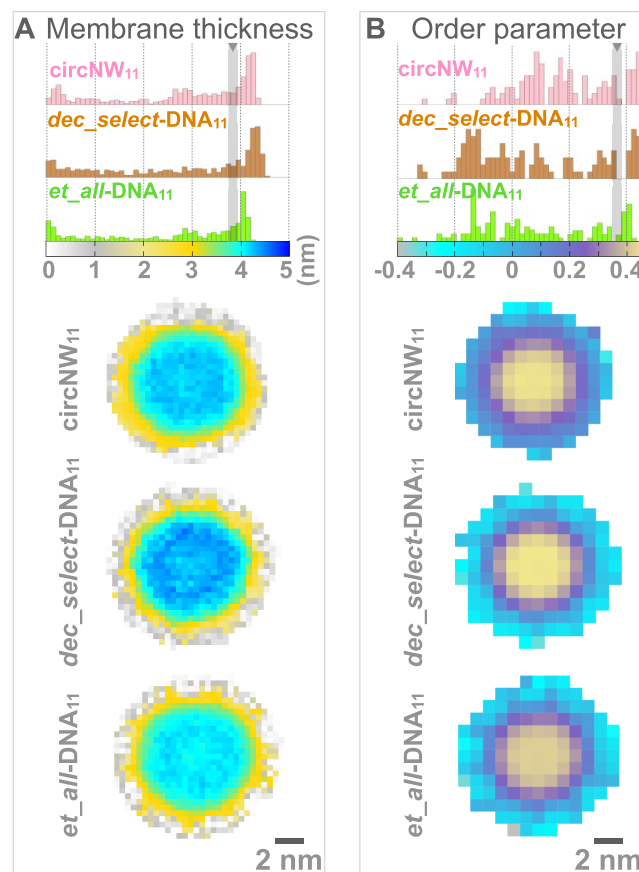 A Membrane thickness
circNW₁₁
dec_select-DNA₁₁
et_all-DNA₁₁
0 1 2 3 4 5
(nm)
circNW₁₁
dec_select-DNA₁₁
et_all-DNA₁₁
2 nm
B Order parameter
circNW₁₁
dec_select-DNA₁₁
et_all-DNA₁₁
-0.4 -0.2 0 0.2 0.4
circNW₁₁
dec_select-DNA₁₁
et_all-DNA₁₁
2 nm